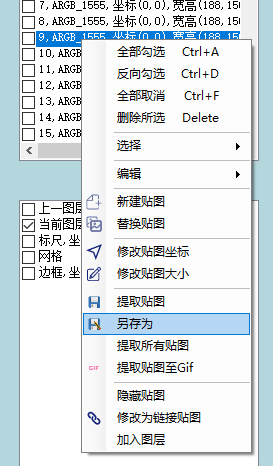 7,ARGB_1555,坐标(0,0),宽高(188,150
8,ARGB_1555,坐标(0,0),宽高(188,150
9,ARGB_1555,坐标(0,0),宽高(188,150
10,ARGB
11,ARGB
12,ARGB
13,ARGB
14,ARGB
15,ARGB
全部勾选 Ctrl+A
反向勾选 Ctrl+D
全部取消 Ctrl+F
删除所选 Delete
选择
编辑
新建贴图
替换贴图
修改贴图坐标
修改贴图大小
提取贴图
另存为
提取所有贴图
GIF 提取贴图至Gif
隐藏贴图
修改为链接贴图
加入图层
上一图层
当前图层
标尺,坐
网格
边框,坐